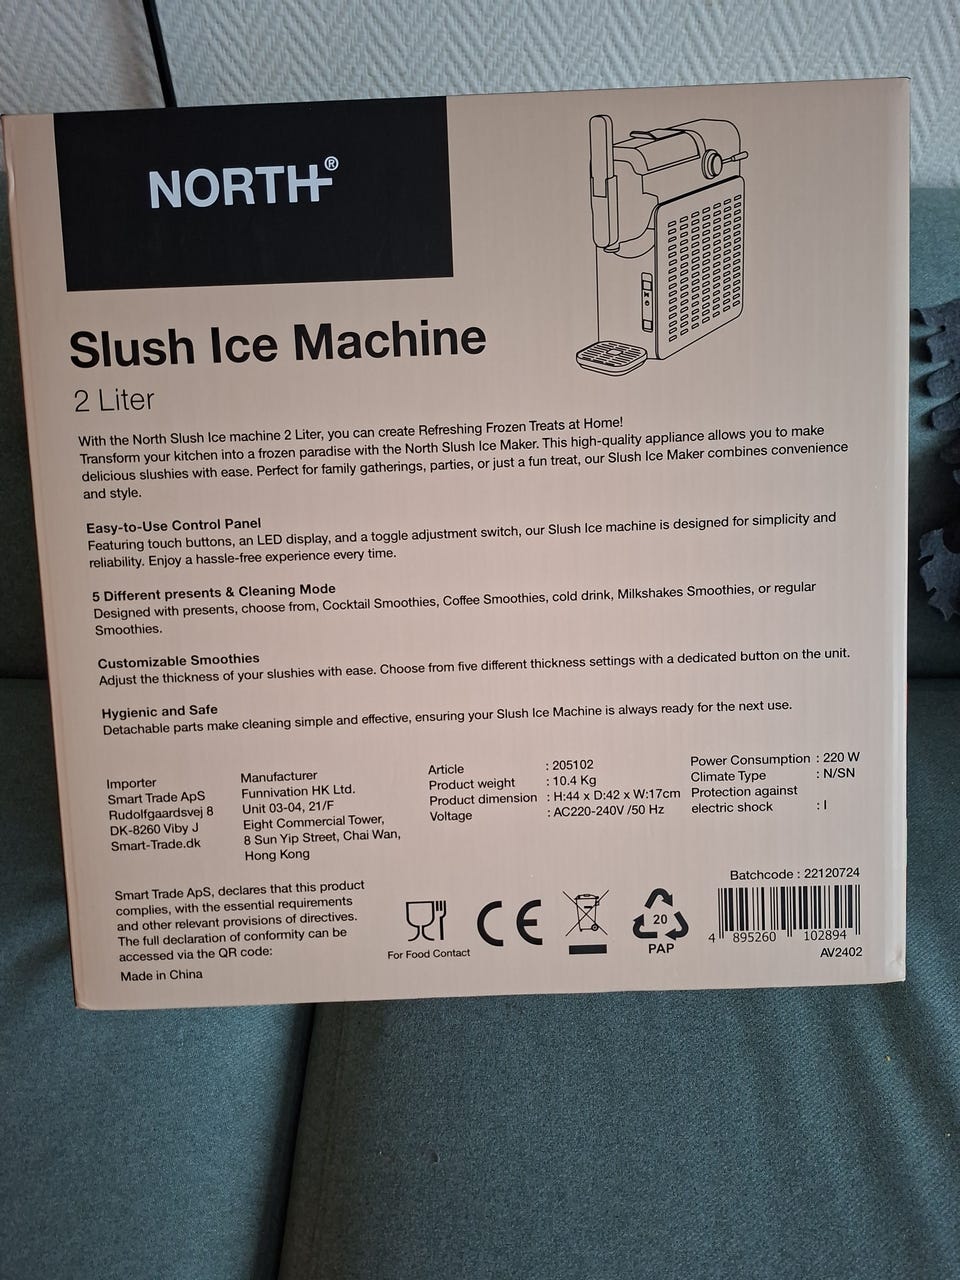 NORTH®
Slush Ice Machine
2 Liter
With the North Slush Ice machine 2 Liter, you can create Refreshing Frozen Treats at Home!
Transform your kitchen into a frozen paradise with the North Slush Ice Maker. This high-quality appliance allows you to make
delicious slushies with ease. Perfect for family gatherings, parties, or just a fun treat, our Slush Ice Maker combines convenience
and style.
Easy-to-Use Control Panel
Featuring touch buttons, an LED display, and a toggle adjustment switch, our Slush Ice machine is designed for simplicity and
reliability. Enjoy a hassle-free experience every time.
5 Different presents & Cleaning Mode
Designed with presents, choose from, Cocktail Smoothies, Coffee Smoothies, cold drink, Milkshakes Smoothies, or regular
Smoothies.
Customizable Smoothies
Adjust the thickness of your slushies with ease. Choose from five different thickness settings with a dedicated button on the unit.
Hygienic and Safe
Detachable parts make cleaning simple and effective, ensuring your Slush Ice Machine is always ready for the next use.
Importer
Smart Trade ApS
Rudolfgaardsvej 8
DK-8260 Viby J
Smart-Trade.dk
Manufacturer
Funnivation HK Ltd.
Unit 03-04, 21/F
Eight Commercial Tower,
8 Sun Yip Street, Chai Wan,
Hong Kong
Article : 205102
Product weight : 10.4 Kg
Product dimension : H:44 x D:42 x W:17cm
Voltage : AC220-240V /50 Hz
Power Consumption : 220 W
Climate Type : N/SN
Protection against
electric shock : I
Smart Trade ApS, declares that this product
complies, with the essential requirements
and other relevant provisions of directives.
The full declaration of conformity can be
accessed via the QR code:
Made in China
For Food Contact
CE
20
PAP
Batchcode : 22120724
4 895260 102894
AV2402